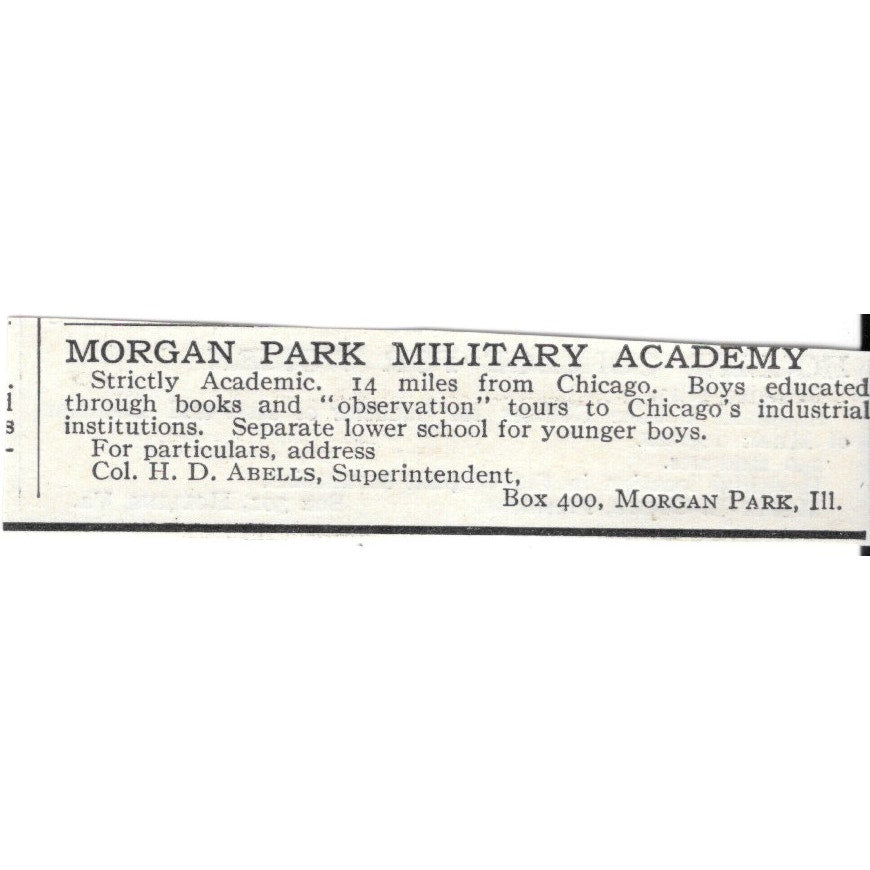 MORGAN PARK MILITARY ACADEMY
Strictly Academic. 14 miles from Chicago. Boys educated
through books and "observation" tours to Chicago's industrial
institutions. Separate lower school for younger boys.
For particulars, address
Col. H. D. ABELLS, Superintendent,
Box 400, MORGAN PARK, Ill.